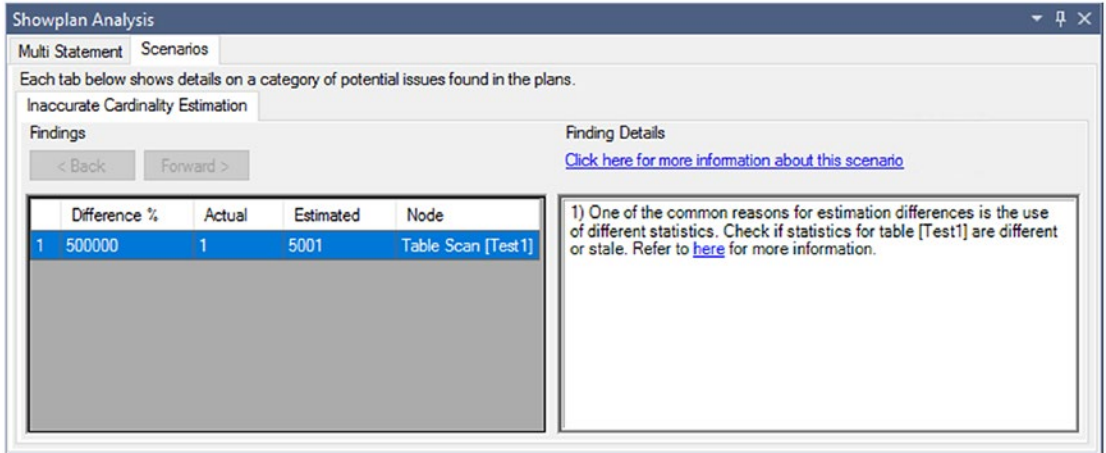 Showplan Analysis
Multi Statement Scenarios
Each tab below shows details on a category of potential issues found in the plans.
Inaccurate Cardinality Estimation
Findings
< Back Forward >
Difference % Actual Estimated Node
1 500000 1 5001 Table Scan [Test1]
Finding Details
Click here for more information about this scenario
1) One of the common reasons for estimation differences is the use
of different statistics. Check if statistics for table [Test1] are different
or stale. Refer to here for more information.